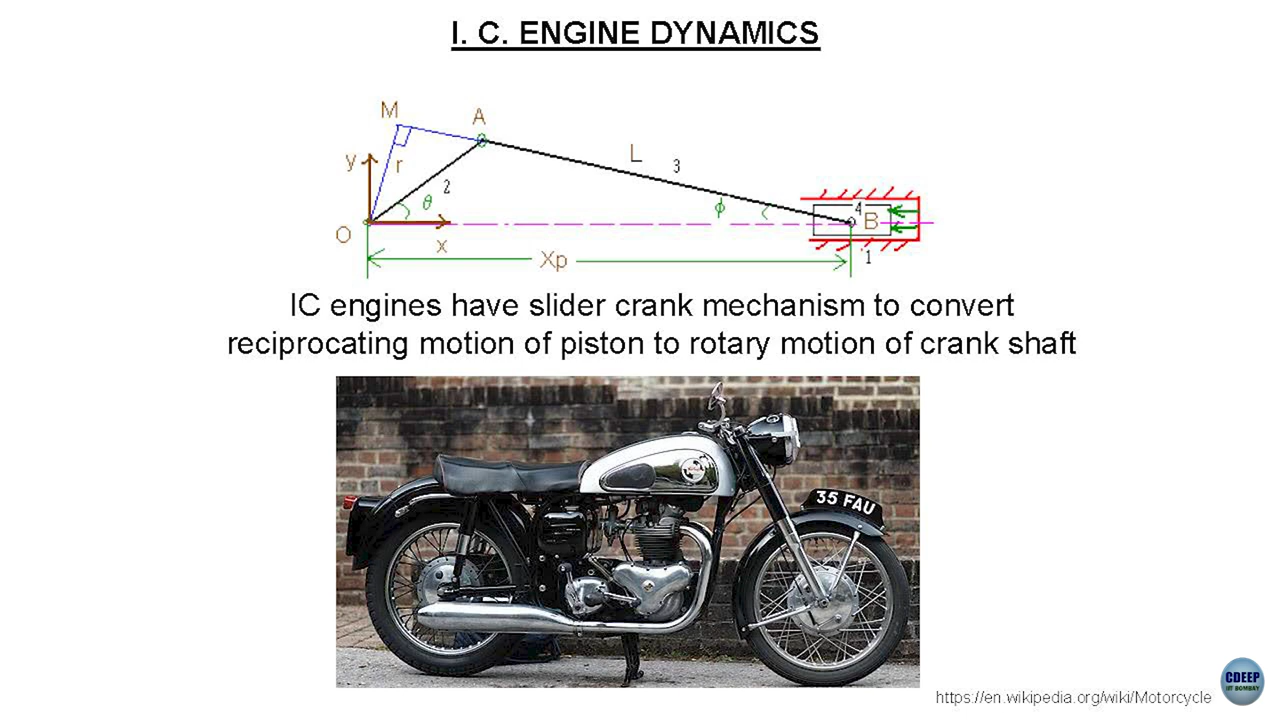 I. C. ENGINE DYNAMICS
M
A
L
3
y
r
2
θ
ϕ
4
B
O
x
Xp
1
IC engines have slider crank mechanism to convert
reciprocating motion of piston to rotary motion of crank shaft
35 FAU
https://en.wikipedia.org/wiki/Motorcycle
CDEEP
IIT BOMBAY